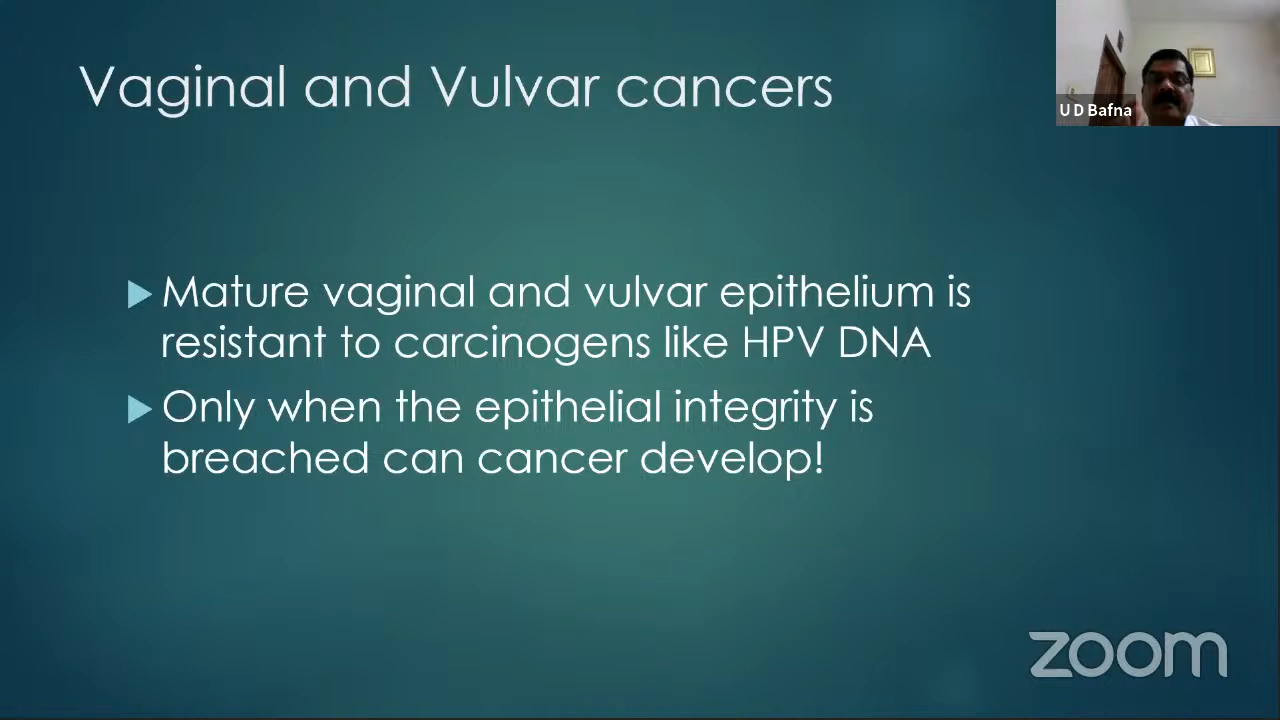 Vaginal and Vulvar cancers
U D Bafna
Mature vaginal and vulvar epithelium is
resistant to carcinogens like HPV DNA
Only when the epithelial integrity is
breached can cancer develop!
zoom